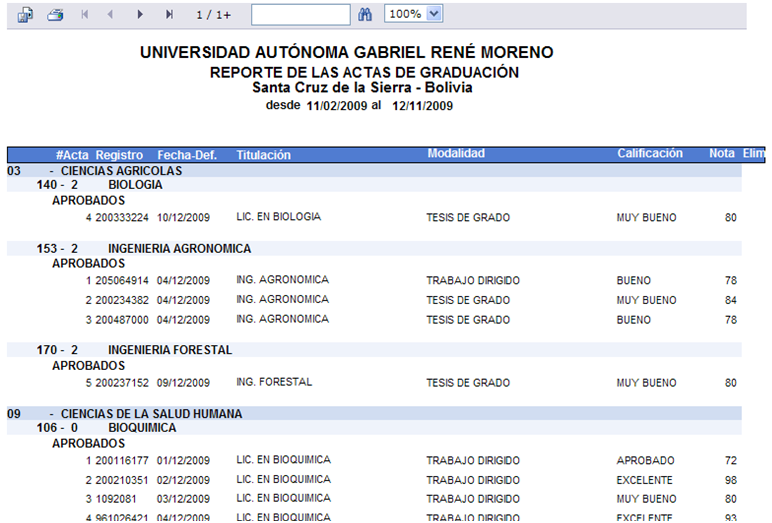 1 / 1+ 100%
UNIVERSIDAD AUTÓNOMA GABRIEL RENÉ MORENO
REPORTE DE LAS ACTAS DE GRADUACIÓN
Santa Cruz de la Sierra - Bolivia
desde 11/02/2009 al 12/11/2009
#Acta Registro Fecha-Def. Titulación Modalidad Calificación Nota Elim
03 - CIENCIAS AGRICOLAS
140 - 2 BIOLOGIA
APROBADOS
4 200333224 10/12/2009 LIC. EN BIOLOGIA TESIS DE GRADO MUY BUENO 80
153 - 2 INGENIERIA AGRONOMICA
APROBADOS
1 205064914 04/12/2009 ING. AGRONOMICA TRABAJO DIRIGIDO BUENO 78
2 200234382 04/12/2009 ING. AGRONOMICA TESIS DE GRADO MUY BUENO 84
3 200487000 04/12/2009 ING. AGRONOMICA TESIS DE GRADO BUENO 78
170 - 2 INGENIERIA FORESTAL
APROBADOS
5 200237152 09/12/2009 ING. FORESTAL TESIS DE GRADO MUY BUENO 80
09 - CIENCIAS DE LA SALUD HUMANA
106 - 0 BIOQUIMICA
APROBADOS
1 200116177 01/12/2009 LIC. EN BIOQUIMICA TRABAJO DIRIGIDO APROBADO 72
2 200210351 02/12/2009 LIC. EN BIOQUIMICA TRABAJO DIRIGIDO EXCELENTE 98
3 1092081 03/12/2009 LIC. EN BIOQUIMICA TRABAJO DIRIGIDO MUY BUENO 80
4 961026421 04/12/2009 LIC. EN BIOQUIMICA TRABAJO DIRIGIDO EXCELENTE 93